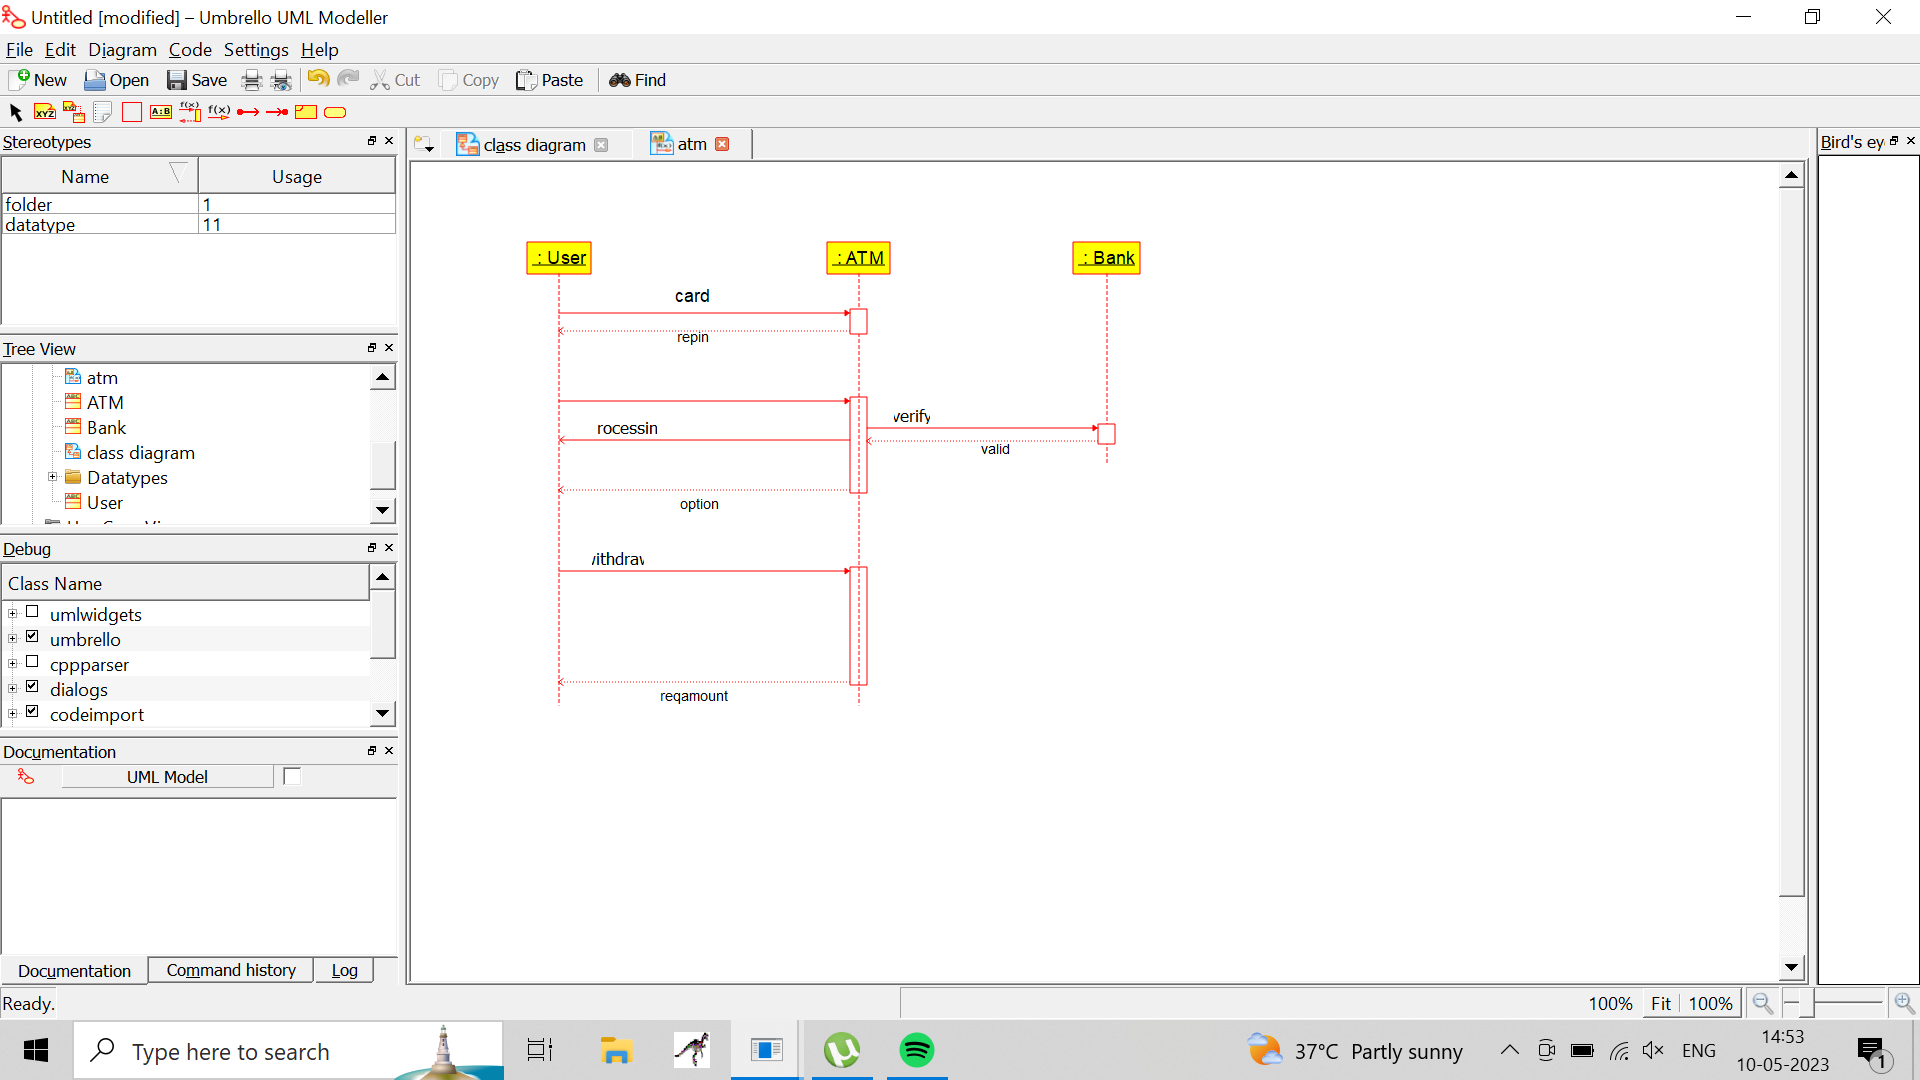 Untitled [modified] – Umbrello UML Modeller
File Edit Diagram Code Settings Help
New Open Save Cut Copy Paste Find
XYZ XYZ A:B f(x) f(x)
Stereotypes
Name Usage
folder 1
datatype 11
Tree View
atm
ATM
Bank
class diagram
Datatypes
User
Debug
Class Name
umlwidgets
umbrello
cppparser
dialogs
codeimport
Documentation
UML Model
Documentation Command history Log
Ready.
class diagram atm
: User : ATM : Bank
card
repin
verify
rocessin
valid
option
withdraw
reqamount
Bird's ey
100% Fit 100%
Type here to search
37°C Partly sunny
ENG
14:53
10-05-2023
1